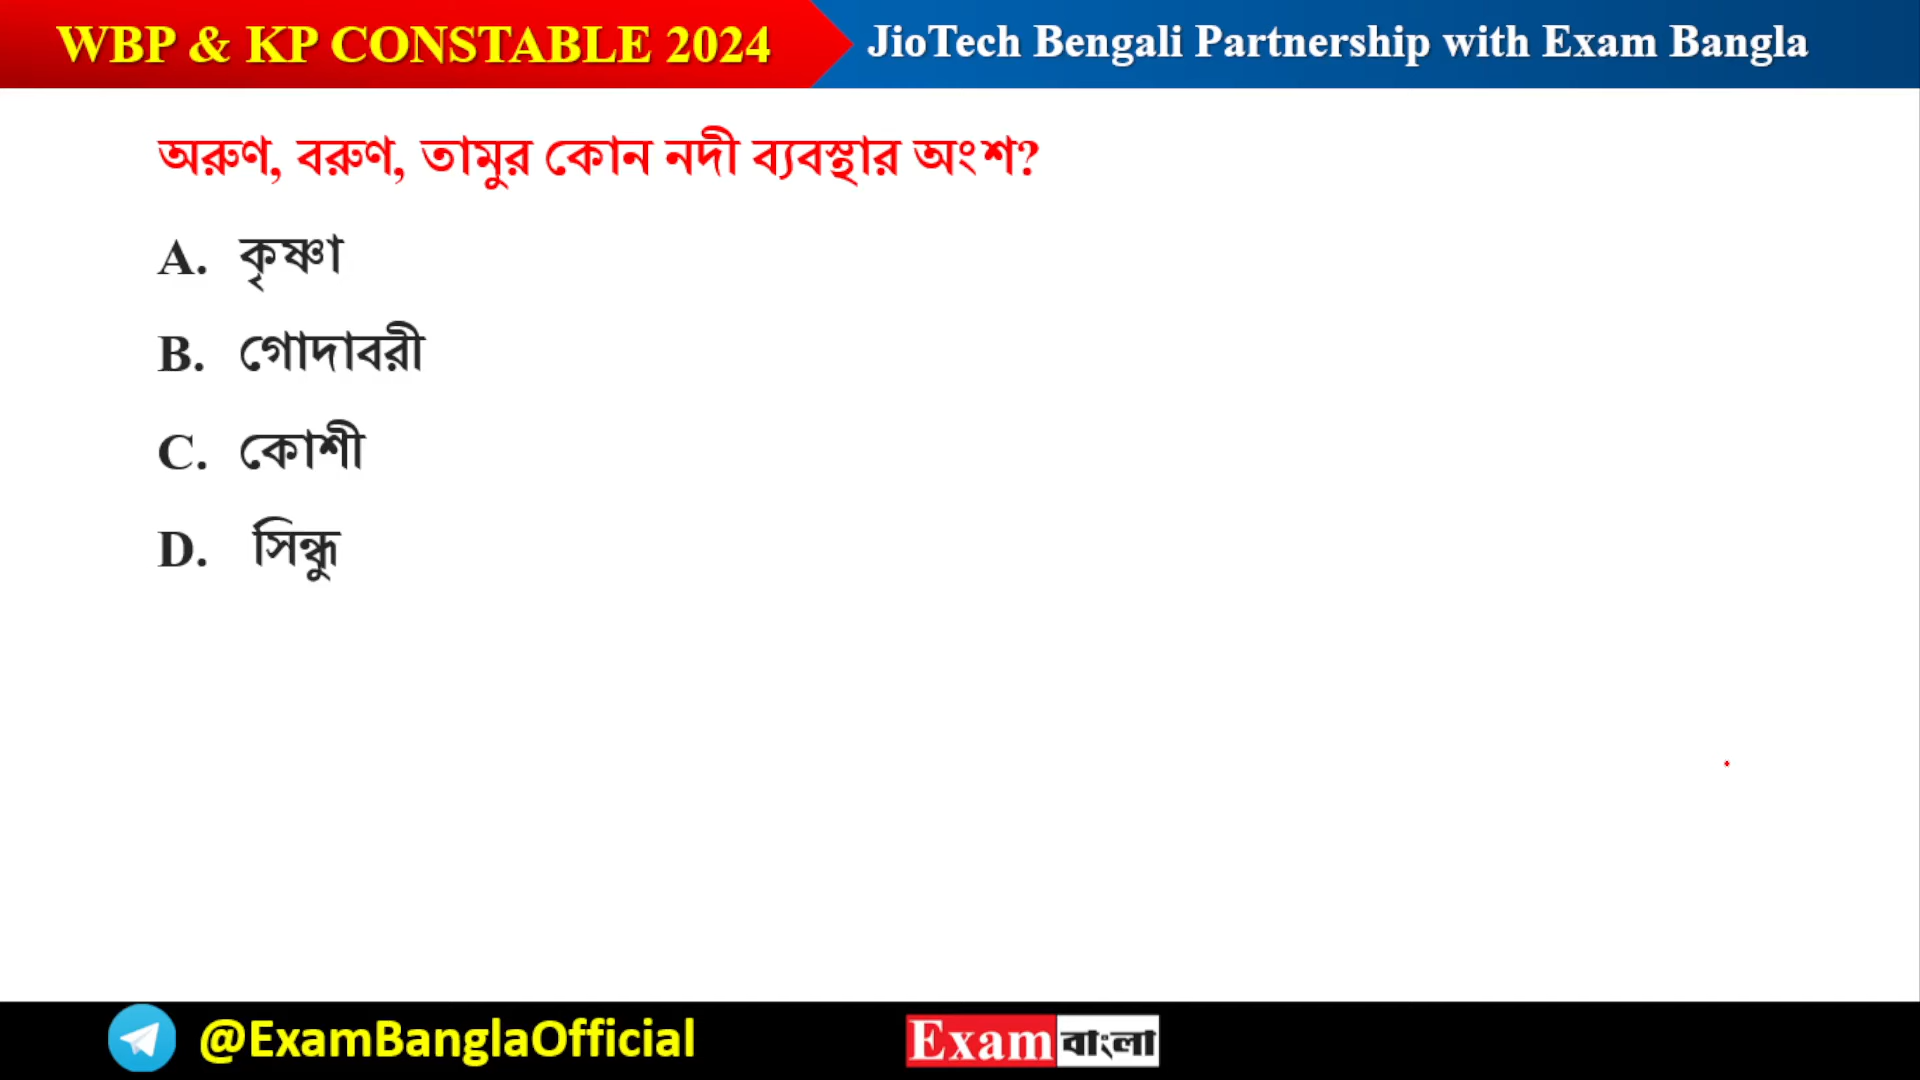 WBP & KP CONSTABLE 2024
JioTech Bengali Partnership with Exam Bangla
অরুণ, বরুণ, তামুর কোন নদী ব্যবস্থার অংশ?
A. কৃষ্ণা
B. গোদাবরী
C. কোশী
D. সিন্ধু
@ExamBanglaOfficial
Exam বাংলা